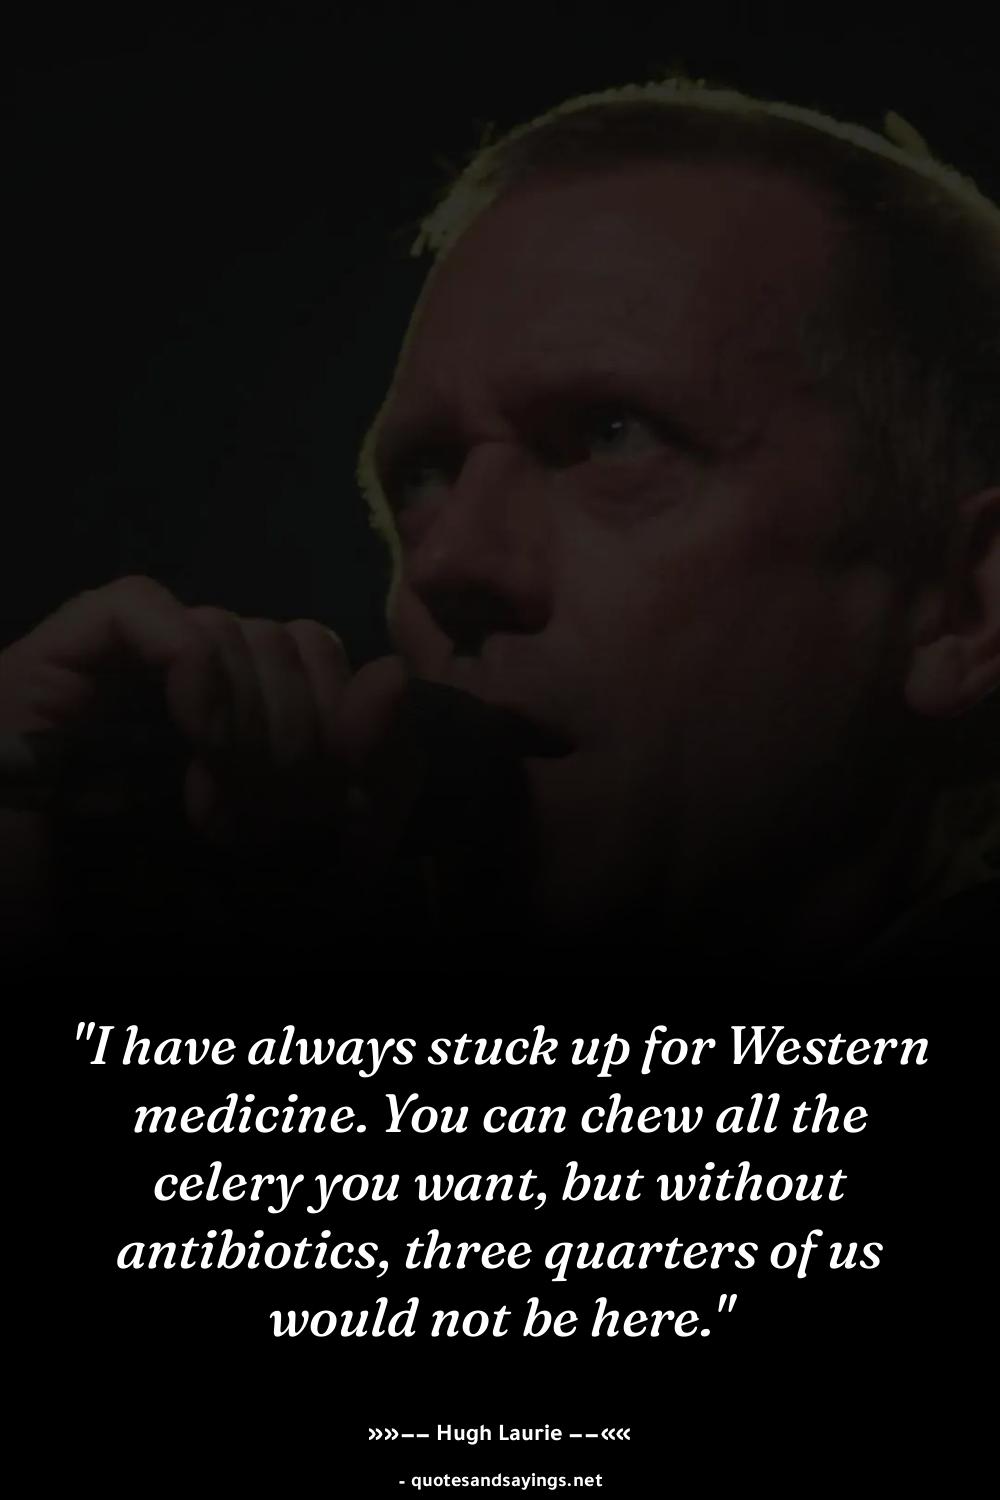 "I have always stuck up for Western
medicine. You can chew all the
celery you want, but without
antibiotics, three quarters of us
would not be here."
»»–– Hugh Laurie ––««
- quotesandsayings.net